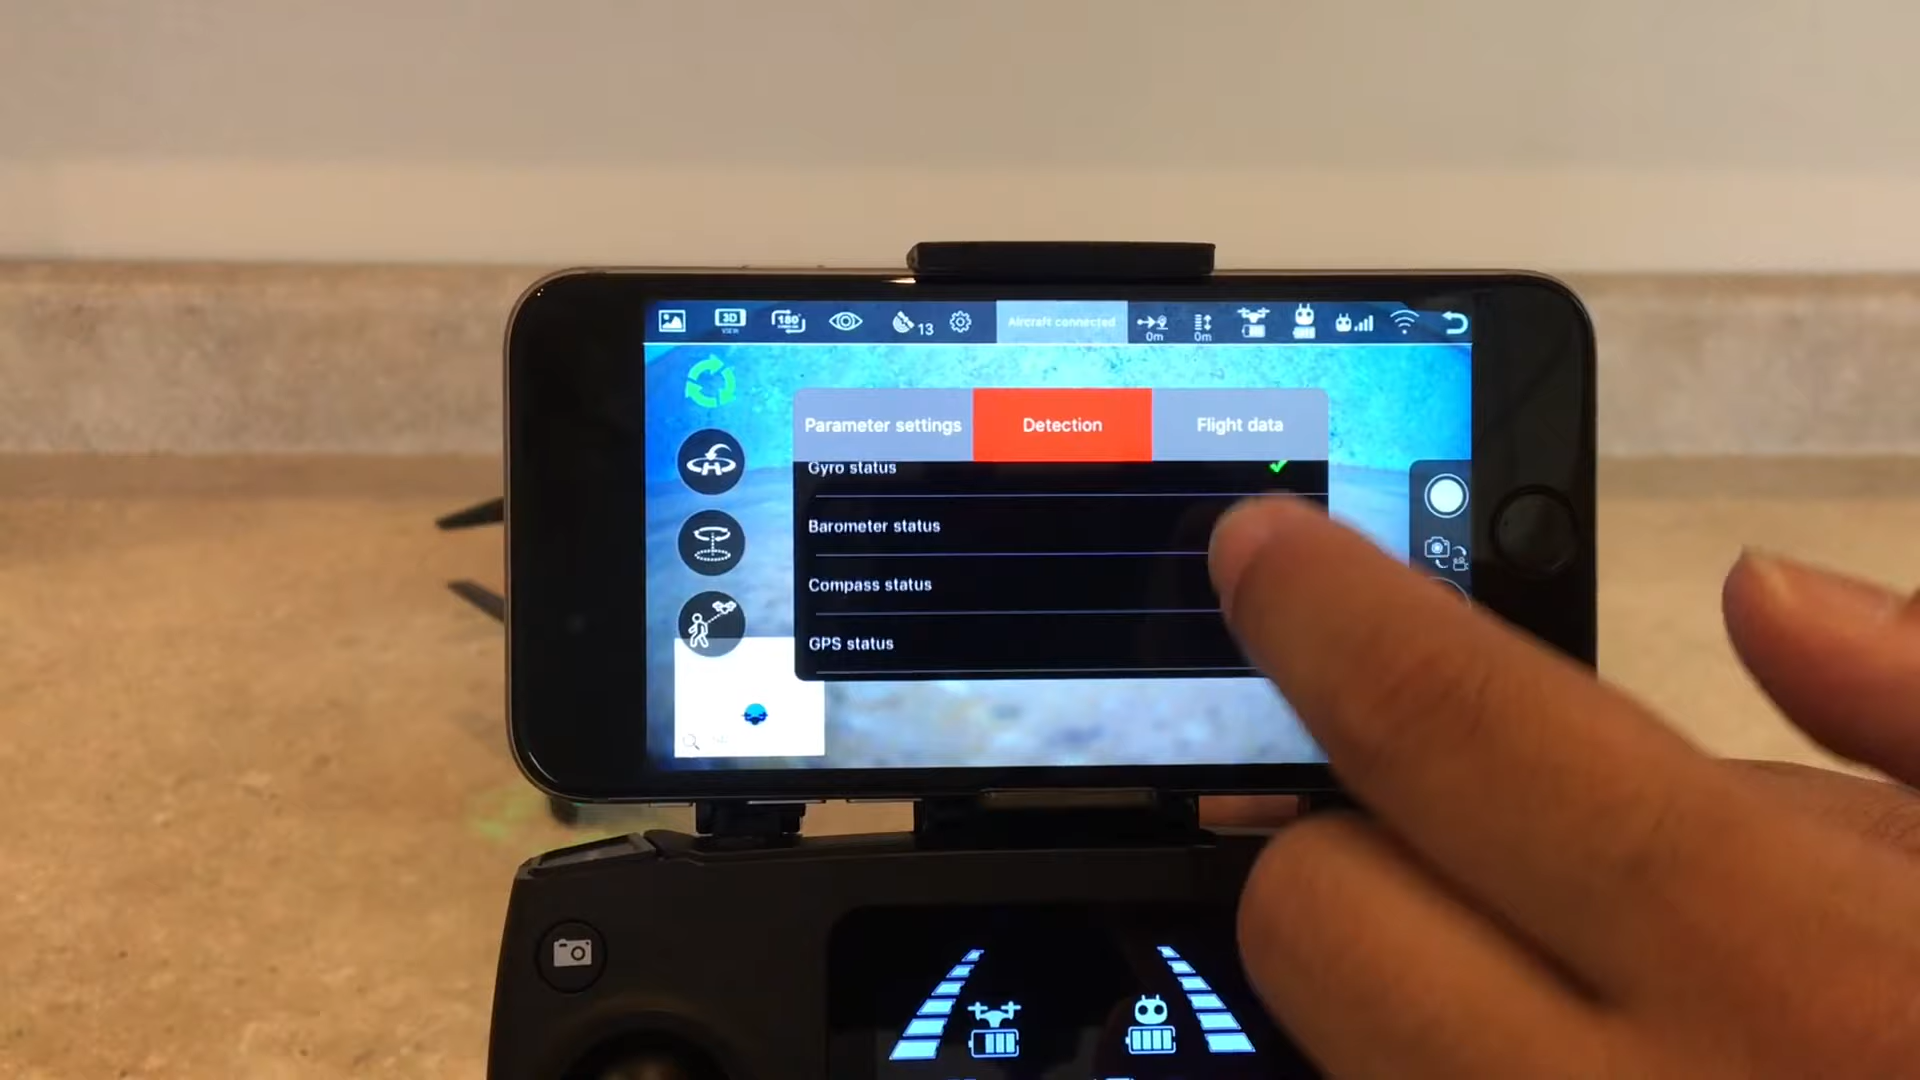 3D
VIEW
180°
13
Aircraft connected
0m
0m
Parameter settings
Detection
Flight data
Gyro status
Barometer status
Compass status
GPS status
H